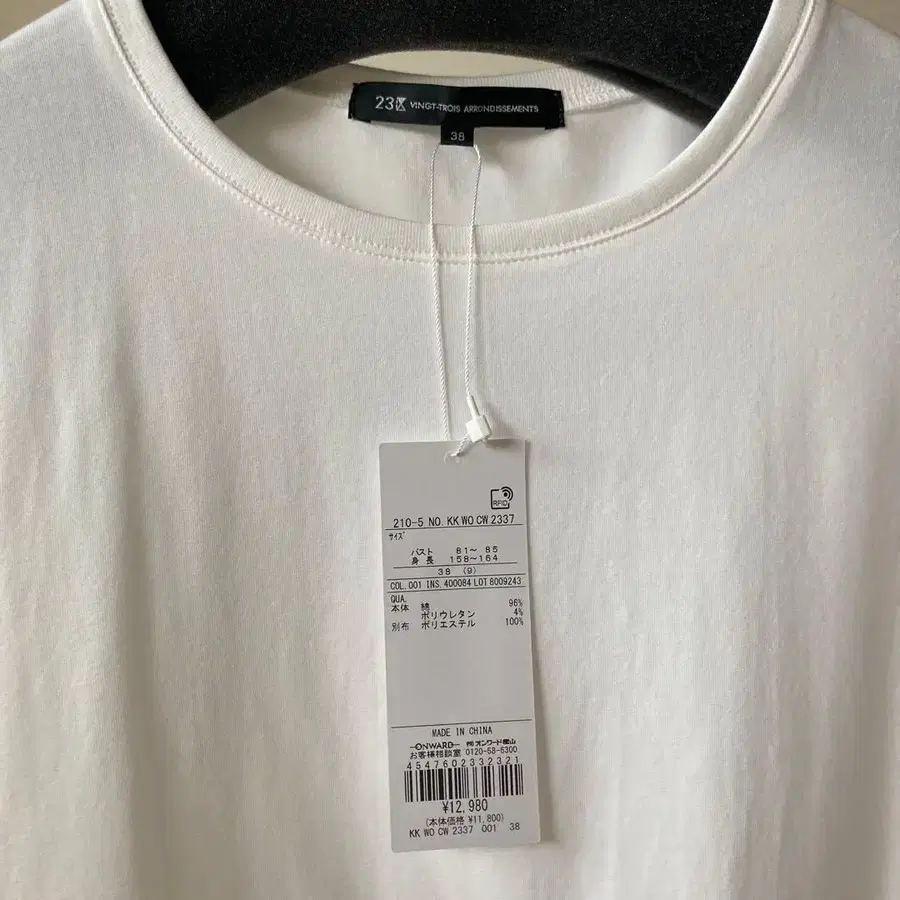 23区 VINGT-TROIS ARRONDISSEMENTS
38
RFID
210-5 NO. KK WO CW 2337
サイズ
バスト 81～ 85
身長 158～164
38 (9)
COL. 001 INS. 400084 LOT 8009243
QUA.
本体 綿 96%
ポリウレタン 4%
別布 ポリエステル 100%
MADE IN CHINA
ONWARD ㈱オンワード樫山
お客様相談室 0120-58-6300
4547602332321
¥12,980
(本体価格 ¥11,800)
KK WO CW 2337 001 38